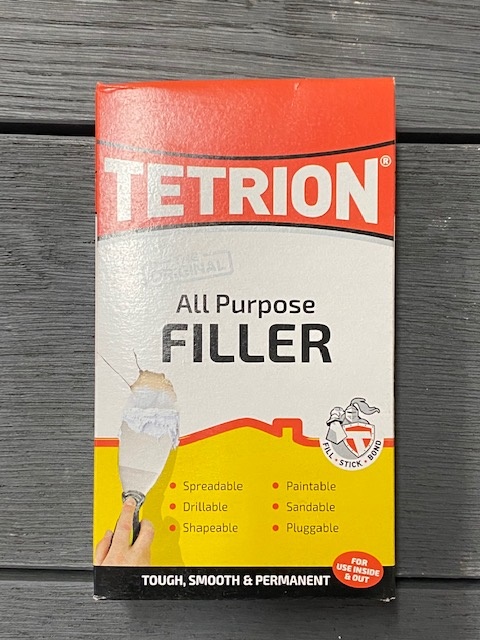 TETRION®
ORIGINAL
All Purpose
FILLER
FILL • STICK • BOND
• Spreadable
• Drillable
• Shapeable
• Paintable
• Sandable
• Pluggable
TOUGH, SMOOTH & PERMANENT
FOR
USE INSIDE
& OUT